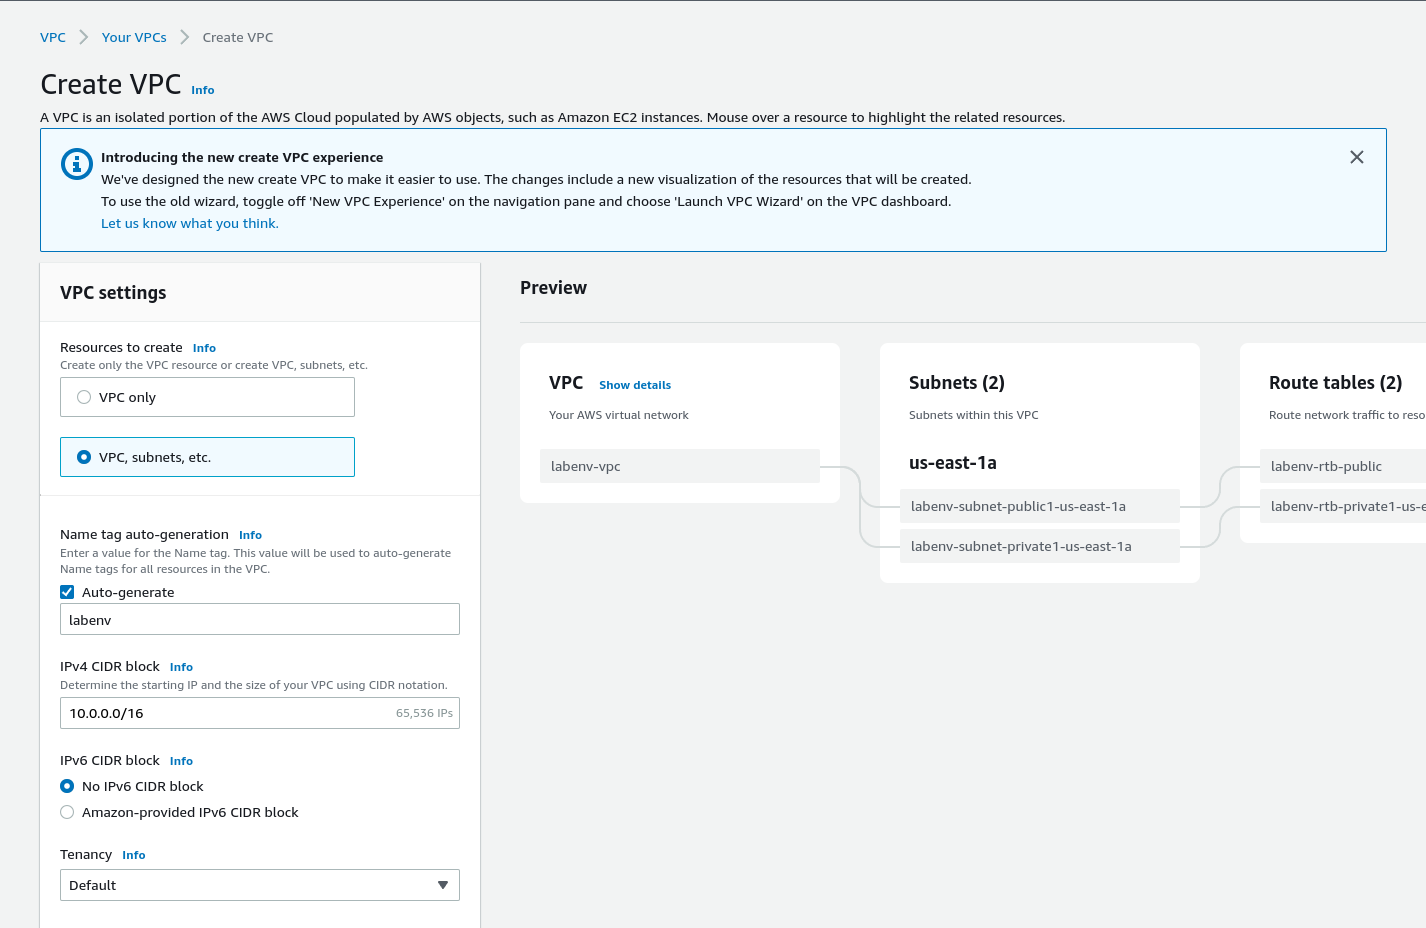 VPC > Your VPCs > Create VPC
Create VPC Info
A VPC is an isolated portion of the AWS Cloud populated by AWS objects, such as Amazon EC2 instances. Mouse over a resource to highlight the related resources.
Introducing the new create VPC experience
We've designed the new create VPC to make it easier to use. The changes include a new visualization of the resources that will be created.
To use the old wizard, toggle off 'New VPC Experience' on the navigation pane and choose 'Launch VPC Wizard' on the VPC dashboard.
Let us know what you think.
VPC settings
Resources to create Info
Create only the VPC resource or create VPC, subnets, etc.
VPC only
VPC, subnets, etc.
Name tag auto-generation Info
Enter a value for the Name tag. This value will be used to auto-generate
Name tags for all resources in the VPC.
Auto-generate
labenv
IPv4 CIDR block Info
Determine the starting IP and the size of your VPC using CIDR notation.
10.0.0.0/16 65,536 IPs
IPv6 CIDR block Info
No IPv6 CIDR block
Amazon-provided IPv6 CIDR block
Tenancy Info
Default
Preview
VPC Show details
Your AWS virtual network
labenv-vpc
Subnets (2)
Subnets within this VPC
us-east-1a
labenv-subnet-public1-us-east-1a
labenv-subnet-private1-us-east-1a
Route tables (2)
Route network traffic to reso
labenv-rtb-public
labenv-rtb-private1-us-e